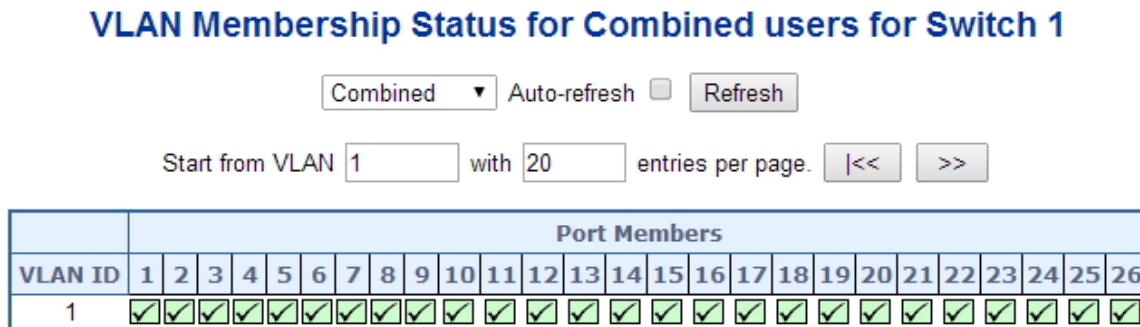 VLAN Membership Status for Combined users for Switch 1
Combined Auto-refresh Refresh
Start from VLAN 1 with 20 entries per page. |<< >>
Port Members
VLAN ID 1 2 3 4 5 6 7 8 9 10 11 12 13 14 15 16 17 18 19 20 21 22 23 24 25 26
1